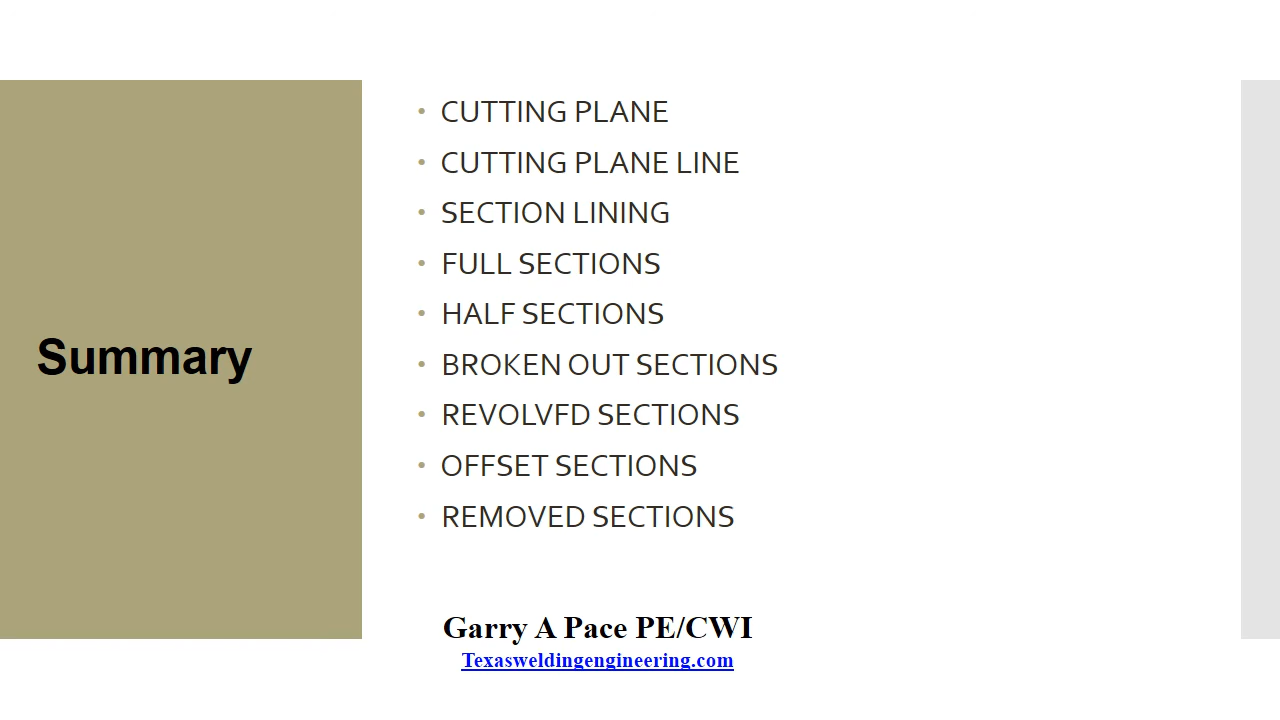 Summary
• CUTTING PLANE
• CUTTING PLANE LINE
• SECTION LINING
• FULL SECTIONS
• HALF SECTIONS
• BROKEN OUT SECTIONS
• REVOLVFD SECTIONS
• OFFSET SECTIONS
• REMOVED SECTIONS
Garry A Pace PE/CWI
Texasweldingengineering.com